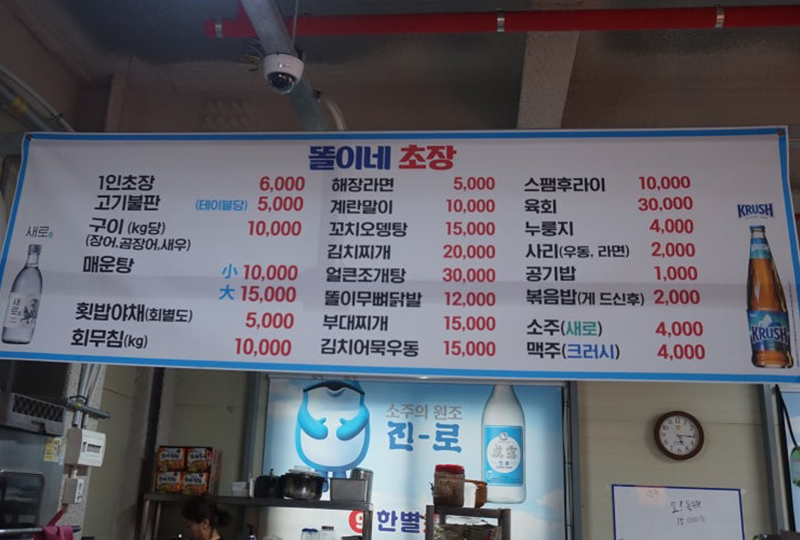 똘이네 초장
1인초장 6,000
고기불판 (테이블당) 5,000
구이 (kg당) 10,000
(장어,곰장어,새우)
매운탕 小 10,000
大 15,000
횟밥야채(회별도) 5,000
회무침(kg) 10,000
해장라면 5,000
계란말이 10,000
꼬치오뎅탕 15,000
김치찌개 20,000
얼큰조개탕 30,000
똘이무뼈닭발 12,000
부대찌개 15,000
김치어묵우동 15,000
스팸후라이 10,000
육회 30,000
누룽지 4,000
사리(우동, 라면) 2,000
공기밥 1,000
볶음밥(게 드신후) 2,000
소주(새로) 4,000
맥주(크러시) 4,000
새로
새로
KRUSH
KRUSH
소주의 원조
진-로
眞露
한별